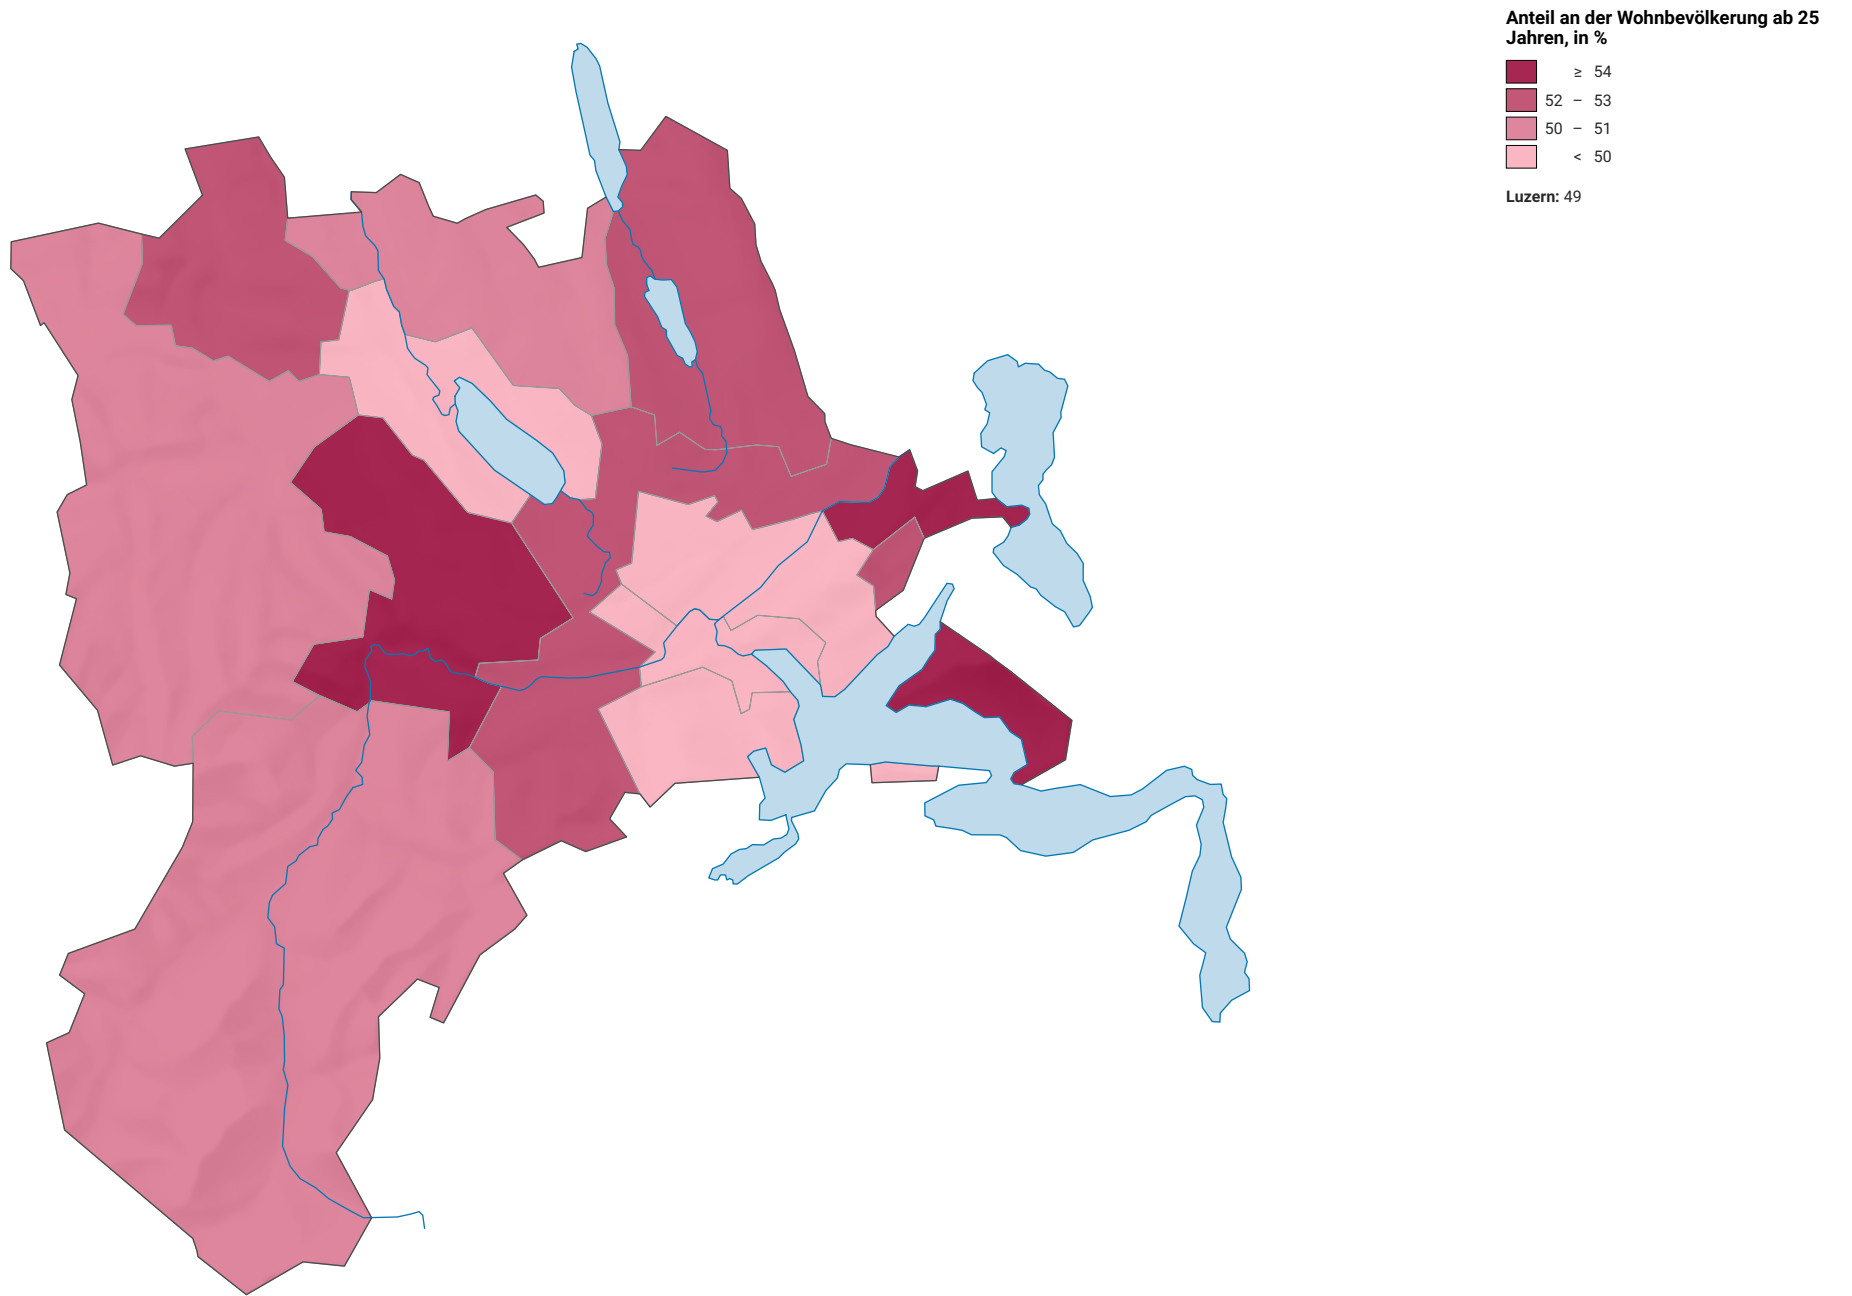 Anteil an der Wohnbevölkerung ab 25
Jahren, in %
≥ 54
52 – 53
50 – 51
< 50
Luzern: 49